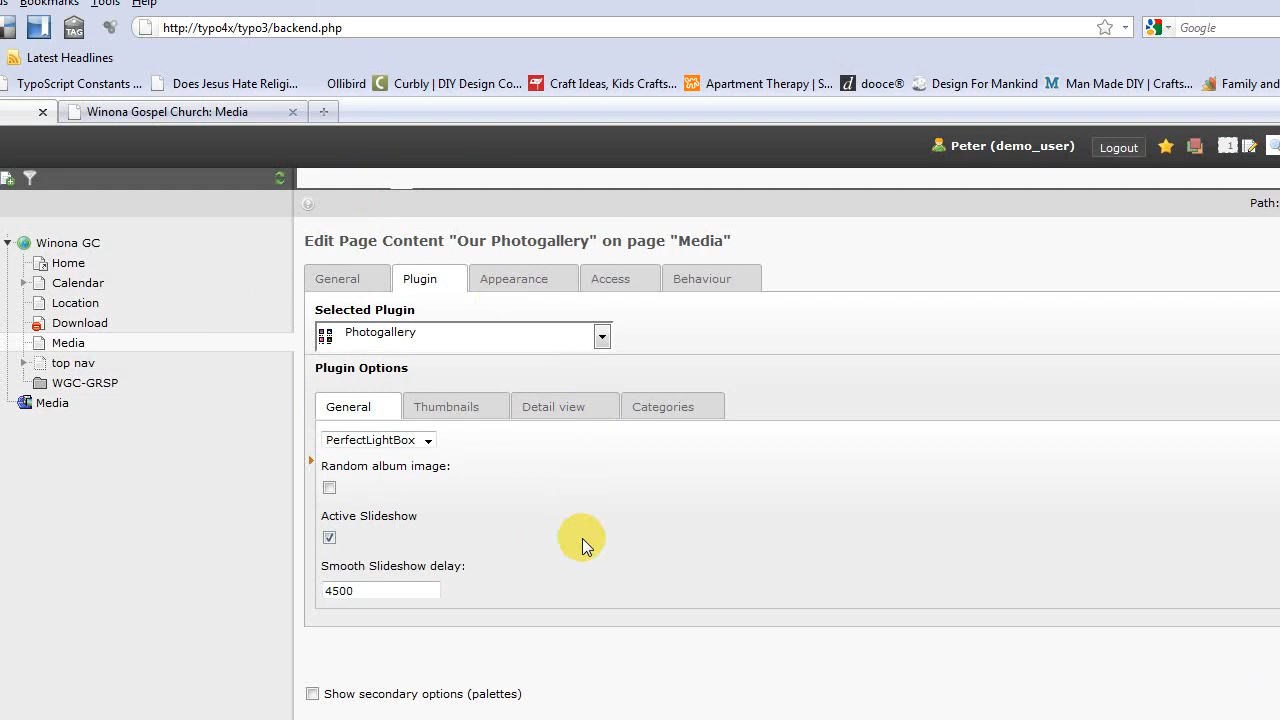 us Bookmarks Tools Help
TAG http://typo4x/typo3/backend.php Google
Latest Headlines
TypoScript Constants ... Does Jesus Hate Religi... Ollibird Curbly | DIY Design Co... Craft Ideas, Kids Crafts... Apartment Therapy | S... dooce® Design For Mankind Man Made DIY | Crafts... Family and
Winona Gospel Church: Media
Peter (demo_user) Logout 1
Path:
Edit Page Content "Our Photogallery" on page "Media"
Winona GC
Home
Calendar
Location
Download
Media
top nav
WGC-GRSP
Media
General Plugin Appearance Access Behaviour
Selected Plugin
Photogallery
Plugin Options
General Thumbnails Detail view Categories
PerfectLightBox
Random album image:
Active Slideshow
Smooth Slideshow delay:
4500
Show secondary options (palettes)